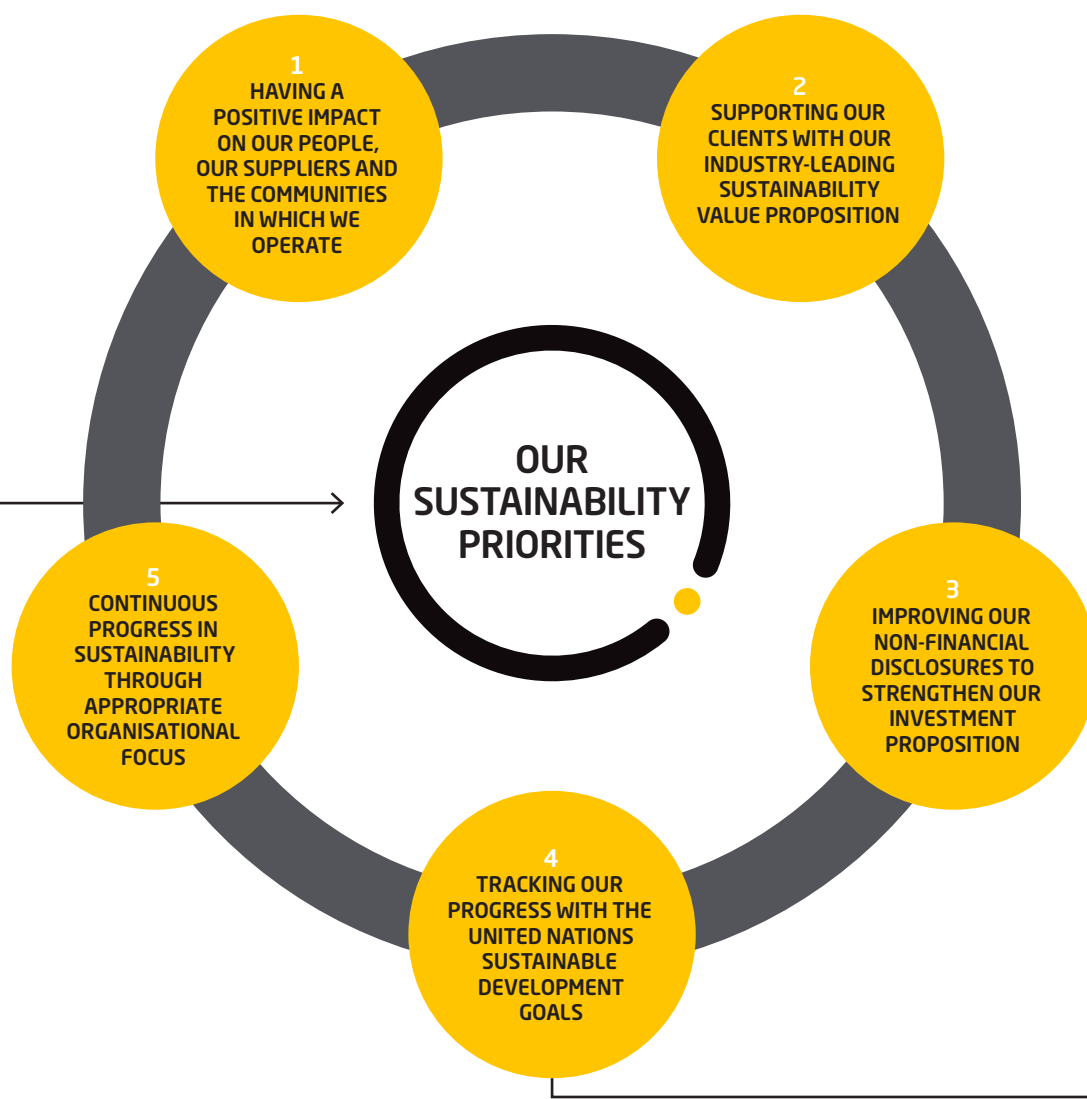 1
HAVING A
POSITIVE IMPACT
ON OUR PEOPLE,
OUR SUPPLIERS AND
THE COMMUNITIES
IN WHICH WE
OPERATE
2
SUPPORTING OUR
CLIENTS WITH OUR
INDUSTRY-LEADING
SUSTAINABILITY
VALUE PROPOSITION
OUR
SUSTAINABILITY
PRIORITIES
3
IMPROVING OUR
NON-FINANCIAL
DISCLOSURES TO
STRENGTHEN OUR
INVESTMENT
PROPOSITION
4
TRACKING OUR
PROGRESS WITH THE
UNITED NATIONS
SUSTAINABLE
DEVELOPMENT
GOALS
5
CONTINUOUS
PROGRESS IN
SUSTAINABILITY
THROUGH
APPROPRIATE
ORGANISATIONAL
FOCUS